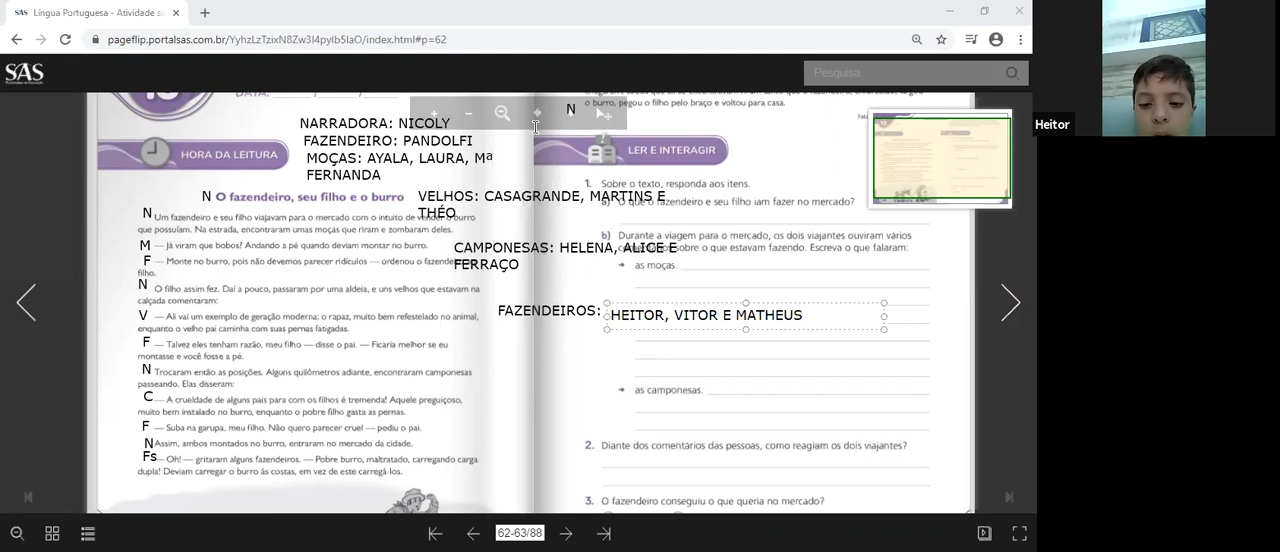 SAS Língua Portuguesa - Atividade su
pageflip.portalsas.com.br/YyhzLzTzixN8Zw3l4pylb5laO/index.html#p=62
SAS
Pesquisa
Heitor
DATA:
NARRADORA: NICOLY
FAZENDEIRO: PANDOLFI
MOÇAS: AYALA, LAURA, Mª
FERNANDA
HORA DA LEITURA
N O fazendeiro, seu filho e o burro
VELHOS: CASAGRANDE, MARTINS E
THÉO
N Um fazendeiro e seu filho viajavam para o mercado com o intuito de vender o burro
que possuíam. Na estrada, encontraram umas moças que riram e zombaram deles.
M — Já viram que bobos? Andando a pé quando deviam montar no burro.
CAMPONESAS: HELENA, ALICE E
FERRAÇO
F — Monte no burro, pois não devemos parecer ridículos — ordenou o fazendeiro
filho.
N O filho assim fez. Daí a pouco, passaram por uma aldeia, e uns velhos que estavam na
calçada comentaram:
FAZENDEIROS: HEITOR, VITOR E MATHEUS
V — Ali vai um exemplo de geração moderna: o rapaz, muito bem refestelado no animal,
enquanto o velho pai caminha com suas pernas fatigadas.
F — Talvez eles tenham razão, meu filho — disse o pai. — Ficaria melhor se eu
montasse e você fosse a pé.
N Trocaram então as posições. Alguns quilômetros adiante, encontraram camponesas
passeando. Elas disseram:
C — A crueldade de alguns pais para com os filhos é tremenda! Aquele preguiçoso,
muito bem instalado no burro, enquanto o pobre filho gasta as pernas.
F — Suba na garupa, meu filho. Não quero parecer cruel — pediu o pai.
N Assim, ambos montados no burro, entraram no mercado da cidade.
Fs — Oh! — gritaram alguns fazendeiros. — Pobre burro, maltratado, carregando carga
dupla! Deviam carregar o burro às costas, em vez de este carregá-los.
N
o burro, pegou o filho pelo braço e voltou para casa.
LER E INTERAGIR
1. Sobre o texto, responda aos itens.
a) O que o fazendeiro e seu filho iam fazer no mercado?
b) Durante a viagem para o mercado, os dois viajantes ouviram vários
comentários sobre o que estavam fazendo. Escreva o que falaram:
as moças.
as camponesas.
2. Diante dos comentários das pessoas, como reagiam os dois viajantes?
3. O fazendeiro conseguiu o que queria no mercado?
62-63/88